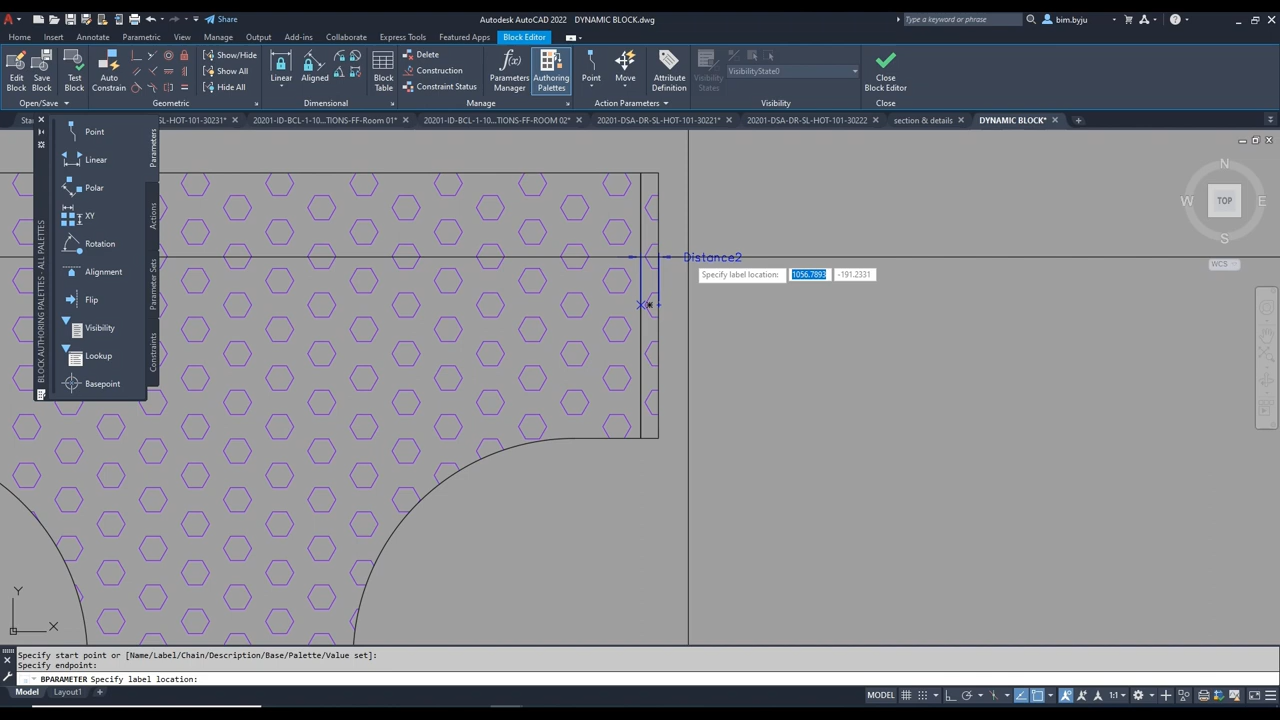 Share
Autodesk AutoCAD 2022 DYNAMIC BLOCK.dwg
Type a keyword or phrase
bim.byju
Home Insert Annotate Parametric View Manage Output Add-ins Collaborate Express Tools Featured Apps Block Editor
Edit Block
Save Block
Test Block
Open/Save
Auto Constrain
Show/Hide
Show All
Hide All
Geometric
Linear
Aligned
Dimensional
Block Table
Delete
Construction
Constraint Status
Parameters Manager
Authoring Palettes
Manage
Point
Move
Action Parameters
Attribute Definition
Visibility States
VisibilityState0
Visibility
Close Block Editor
Close
Sta
SL-HOT-101-30231*
20201-ID-BCL-1-10...TIONS-FF-Room 01*
20201-ID-BCL-1-10...TIONS-FF-ROOM 02*
20201-DSA-DR-SL-HOT-101-30221*
20201-DSA-DR-SL-HOT-101-30222
section & details
DYNAMIC BLOCK*
Point
Linear
Polar
XY
Rotation
Alignment
Flip
Visibility
Lookup
Basepoint
Parameters
Actions
Parameter Sets
Constraints
BLOCK AUTHORING PALETTES - ALL PALETTES
N
W
TOP
E
S
WCS
Distance2
Specify label location: 1056.7893 -191.2331
Y
X
Specify start point or [Name/Label/Chain/Description/Base/Palette/Value set]:
Specify endpoint:
BPARAMETER Specify label location:
Model Layout1
MODEL
1:1